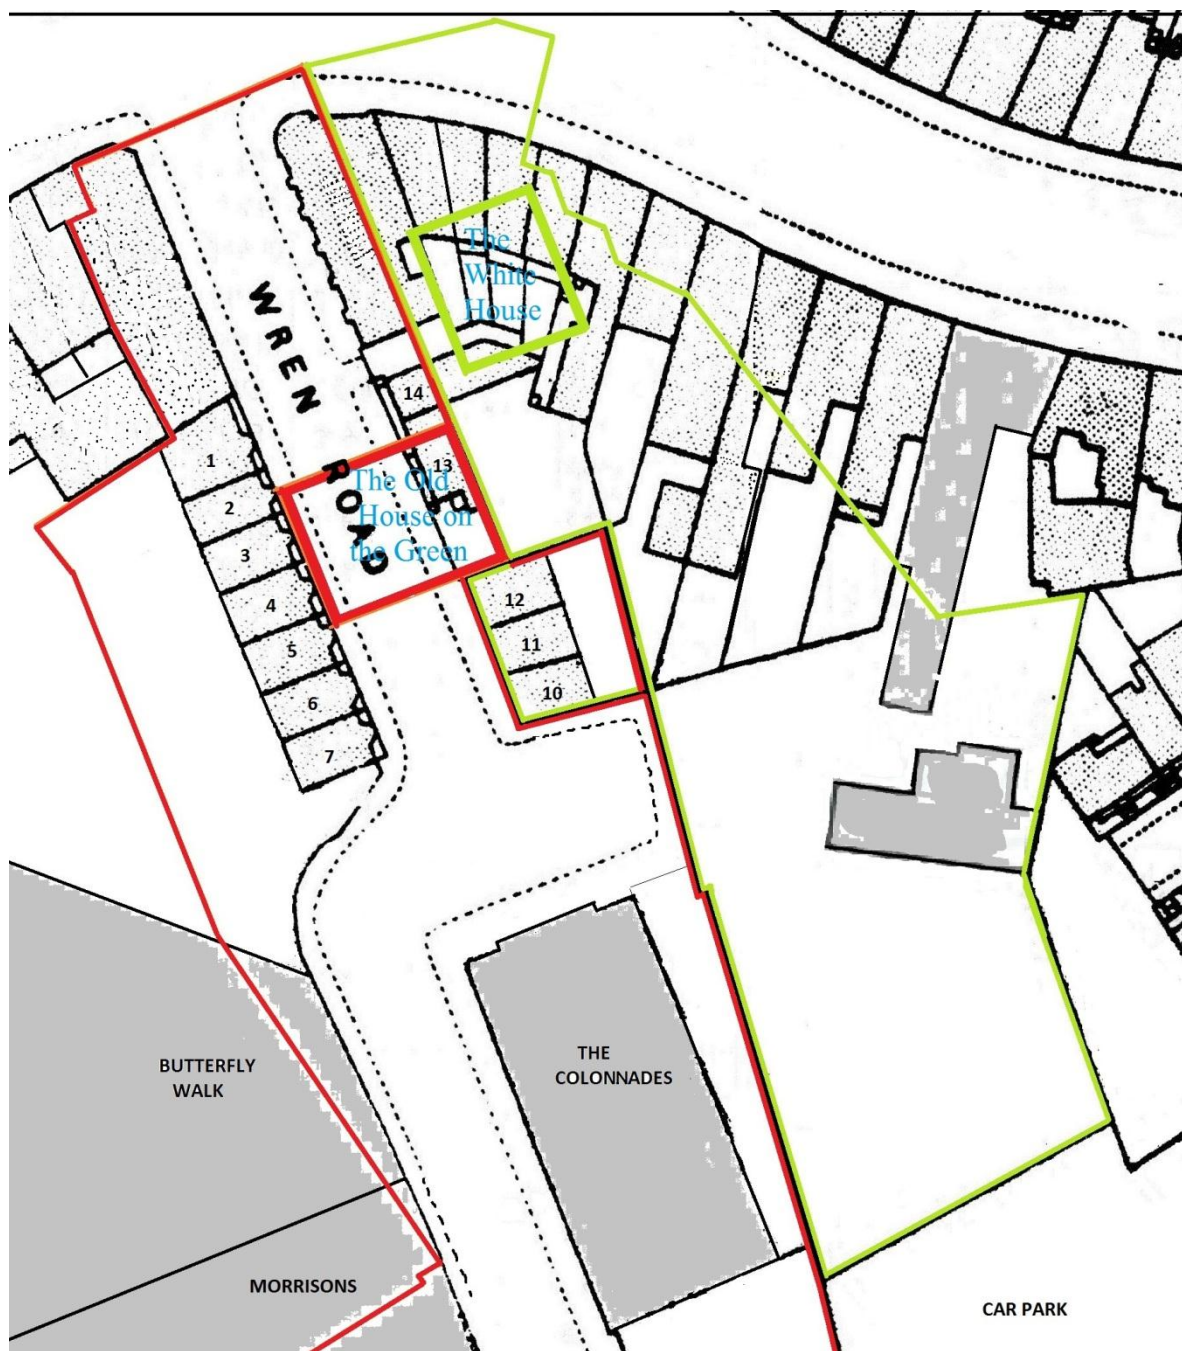 The
White
House
WREN ROAD
14
13
The Old
House on
the Green
1
2
3
4
5
6
7
12
11
10
BUTTERFLY
WALK
THE
COLONNADES
MORRISONS
CAR PARK